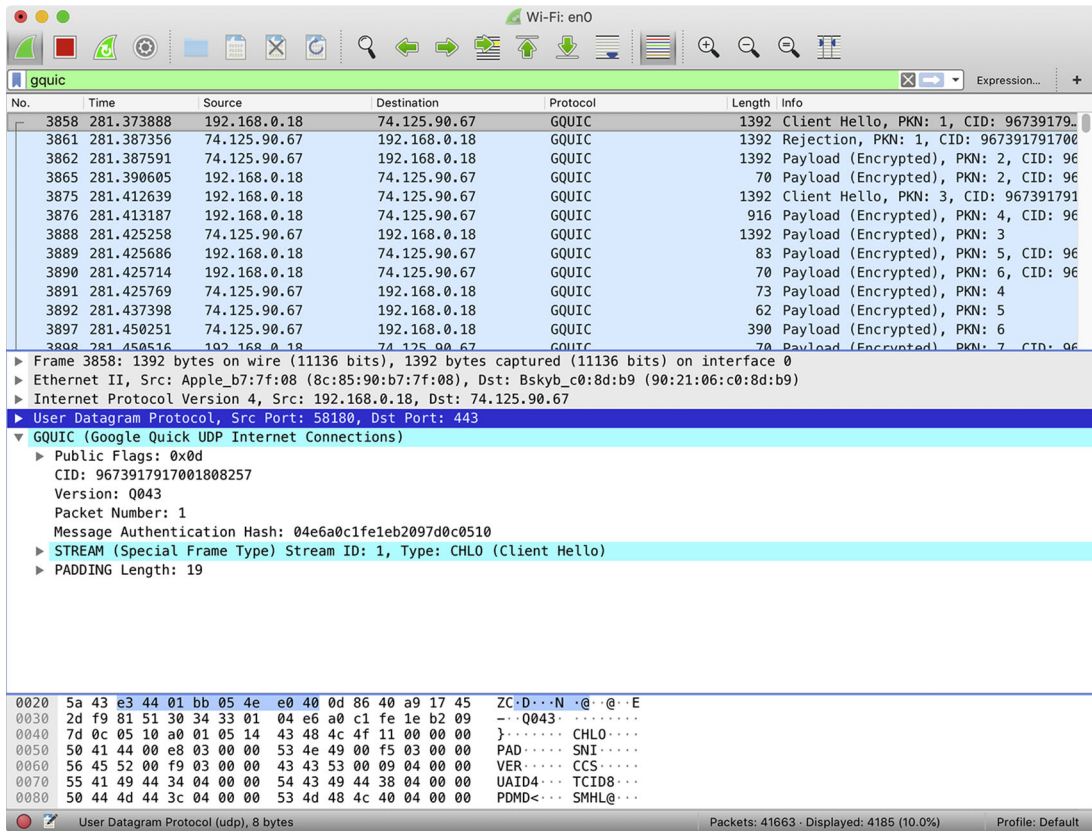 Wi-Fi: en0
gquic Expression... +
No. Time Source Destination Protocol Length Info
3858 281.373888 192.168.0.18 74.125.90.67 GQUIC 1392 Client Hello, PKN: 1, CID: 96739179…
3861 281.387356 74.125.90.67 192.168.0.18 GQUIC 1392 Rejection, PKN: 1, CID: 967391791700
3862 281.387591 74.125.90.67 192.168.0.18 GQUIC 1392 Payload (Encrypted), PKN: 2, CID: 96
3865 281.390605 192.168.0.18 74.125.90.67 GQUIC 70 Payload (Encrypted), PKN: 2, CID: 96
3875 281.412639 192.168.0.18 74.125.90.67 GQUIC 1392 Client Hello, PKN: 3, CID: 967391791
3876 281.413187 192.168.0.18 74.125.90.67 GQUIC 916 Payload (Encrypted), PKN: 4, CID: 96
3888 281.425258 74.125.90.67 192.168.0.18 GQUIC 1392 Payload (Encrypted), PKN: 3
3889 281.425686 192.168.0.18 74.125.90.67 GQUIC 83 Payload (Encrypted), PKN: 5, CID: 96
3890 281.425714 192.168.0.18 74.125.90.67 GQUIC 70 Payload (Encrypted), PKN: 6, CID: 96
3891 281.425769 74.125.90.67 192.168.0.18 GQUIC 73 Payload (Encrypted), PKN: 4
3892 281.437398 74.125.90.67 192.168.0.18 GQUIC 62 Payload (Encrypted), PKN: 5
3897 281.450251 74.125.90.67 192.168.0.18 GQUIC 390 Payload (Encrypted), PKN: 6
3898 281.450516 192.168.0.18 74.125.90.67 GQUIC 70 Payload (Encrypted), PKN: 7, CID: 96
Frame 3858: 1392 bytes on wire (11136 bits), 1392 bytes captured (11136 bits) on interface 0
Ethernet II, Src: Apple_b7:7f:08 (8c:85:90:b7:7f:08), Dst: Bskyb_c0:8d:b9 (90:21:06:c0:8d:b9)
Internet Protocol Version 4, Src: 192.168.0.18, Dst: 74.125.90.67
User Datagram Protocol, Src Port: 58180, Dst Port: 443
GQUIC (Google Quick UDP Internet Connections)
Public Flags: 0x0d
CID: 9673917917001808257
Version: Q043
Packet Number: 1
Message Authentication Hash: 04e6a0c1fe1eb2097d0c0510
STREAM (Special Frame Type) Stream ID: 1, Type: CHLO (Client Hello)
PADDING Length: 19
0020 5a 43 e3 44 01 bb 05 4e e0 40 0d 86 40 a9 17 45 ZC·D···N ·@··@··E
0030 2d f9 81 51 30 34 33 01 04 e6 a0 c1 fe 1e b2 09 -··Q043· ········
0040 7d 0c 05 10 a0 01 05 14 43 48 4c 4f 11 00 00 00 }······· CHLO····
0050 50 41 44 00 e8 03 00 00 53 4e 49 00 f5 03 00 00 PAD····· SNI·····
0060 56 45 52 00 f9 03 00 00 43 43 53 00 09 04 00 00 VER····· CCS·····
0070 55 41 49 44 34 04 00 00 54 43 49 44 38 04 00 00 UAID4··· TCID8···
0080 50 44 4d 44 3c 04 00 00 53 4d 48 4c 40 04 00 00 PDMD<··· SMHL@···
User Datagram Protocol (udp), 8 bytes Packets: 41663 · Displayed: 4185 (10.0%) Profile: Default